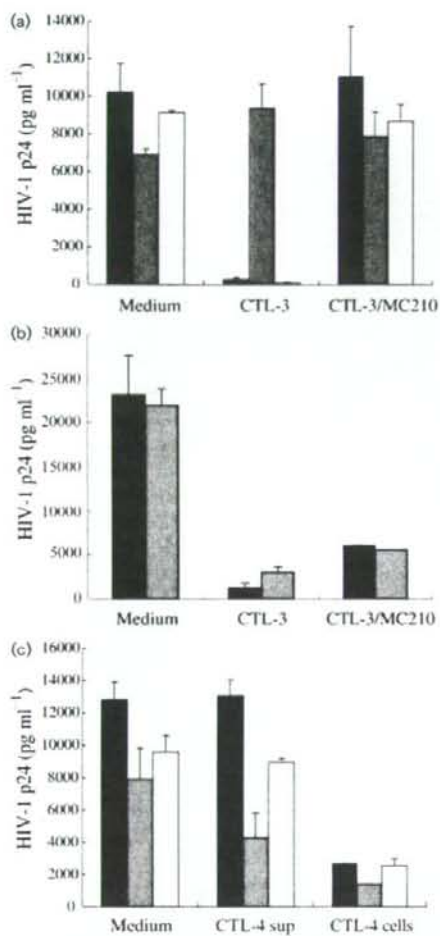 (a)
HIV-1 p24 (pg ml⁻¹)
14000
12000
10000
8000
6000
4000
2000
0
Medium CTL-3 CTL-3/MC210
(b)
HIV-1 p24 (pg ml⁻¹)
30000
25000
20000
15000
10000
5000
0
Medium CTL-3 CTL-3/MC210
(c)
HIV-1 p24 (pg ml⁻¹)
16000
14000
12000
10000
8000
6000
4000
2000
0
Medium CTL-4 sup CTL-4 cells